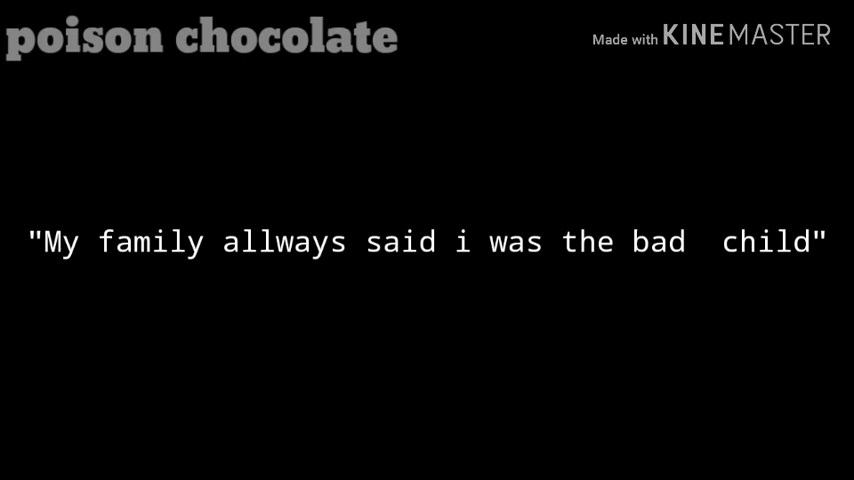 poison chocolate
Made with KINEMASTER
"My family allways said i was the bad  child"